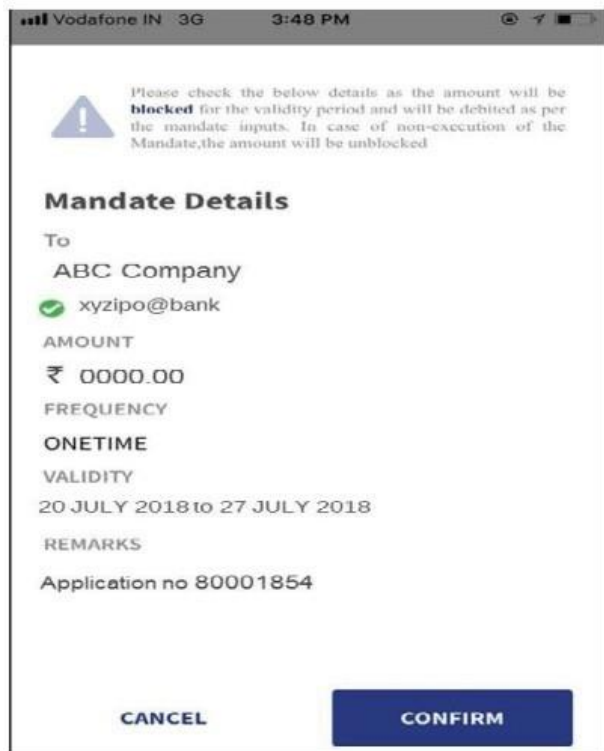 Vodafone IN 3G 3:48 PM
Please check the below details as the amount will be
blocked for the validity period and will be debited as per
the mandate inputs. In case of non-execution of the
Mandate,the amount will be unblocked
Mandate Details
To
ABC Company
xyzipo@bank
AMOUNT
₹ 0000.00
FREQUENCY
ONETIME
VALIDITY
20 JULY 2018 to 27 JULY 2018
REMARKS
Application no 80001854
CANCEL CONFIRM